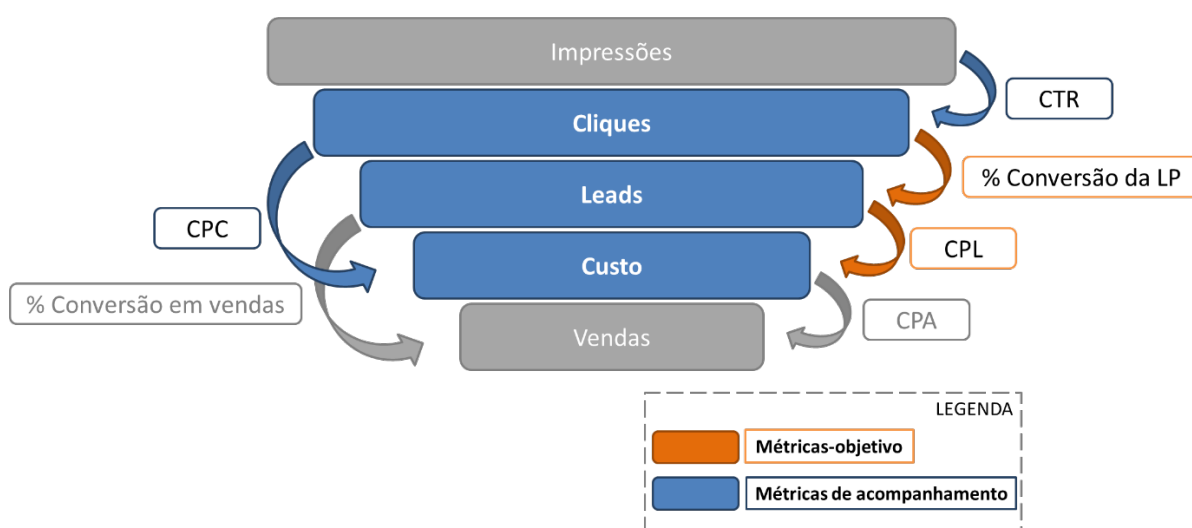 Impressões
CTR
Cliques
% Conversão da LP
Leads
CPC
CPL
Custo
% Conversão em vendas
CPA
Vendas
LEGENDA
Métricas-objetivo
Métricas de acompanhamento